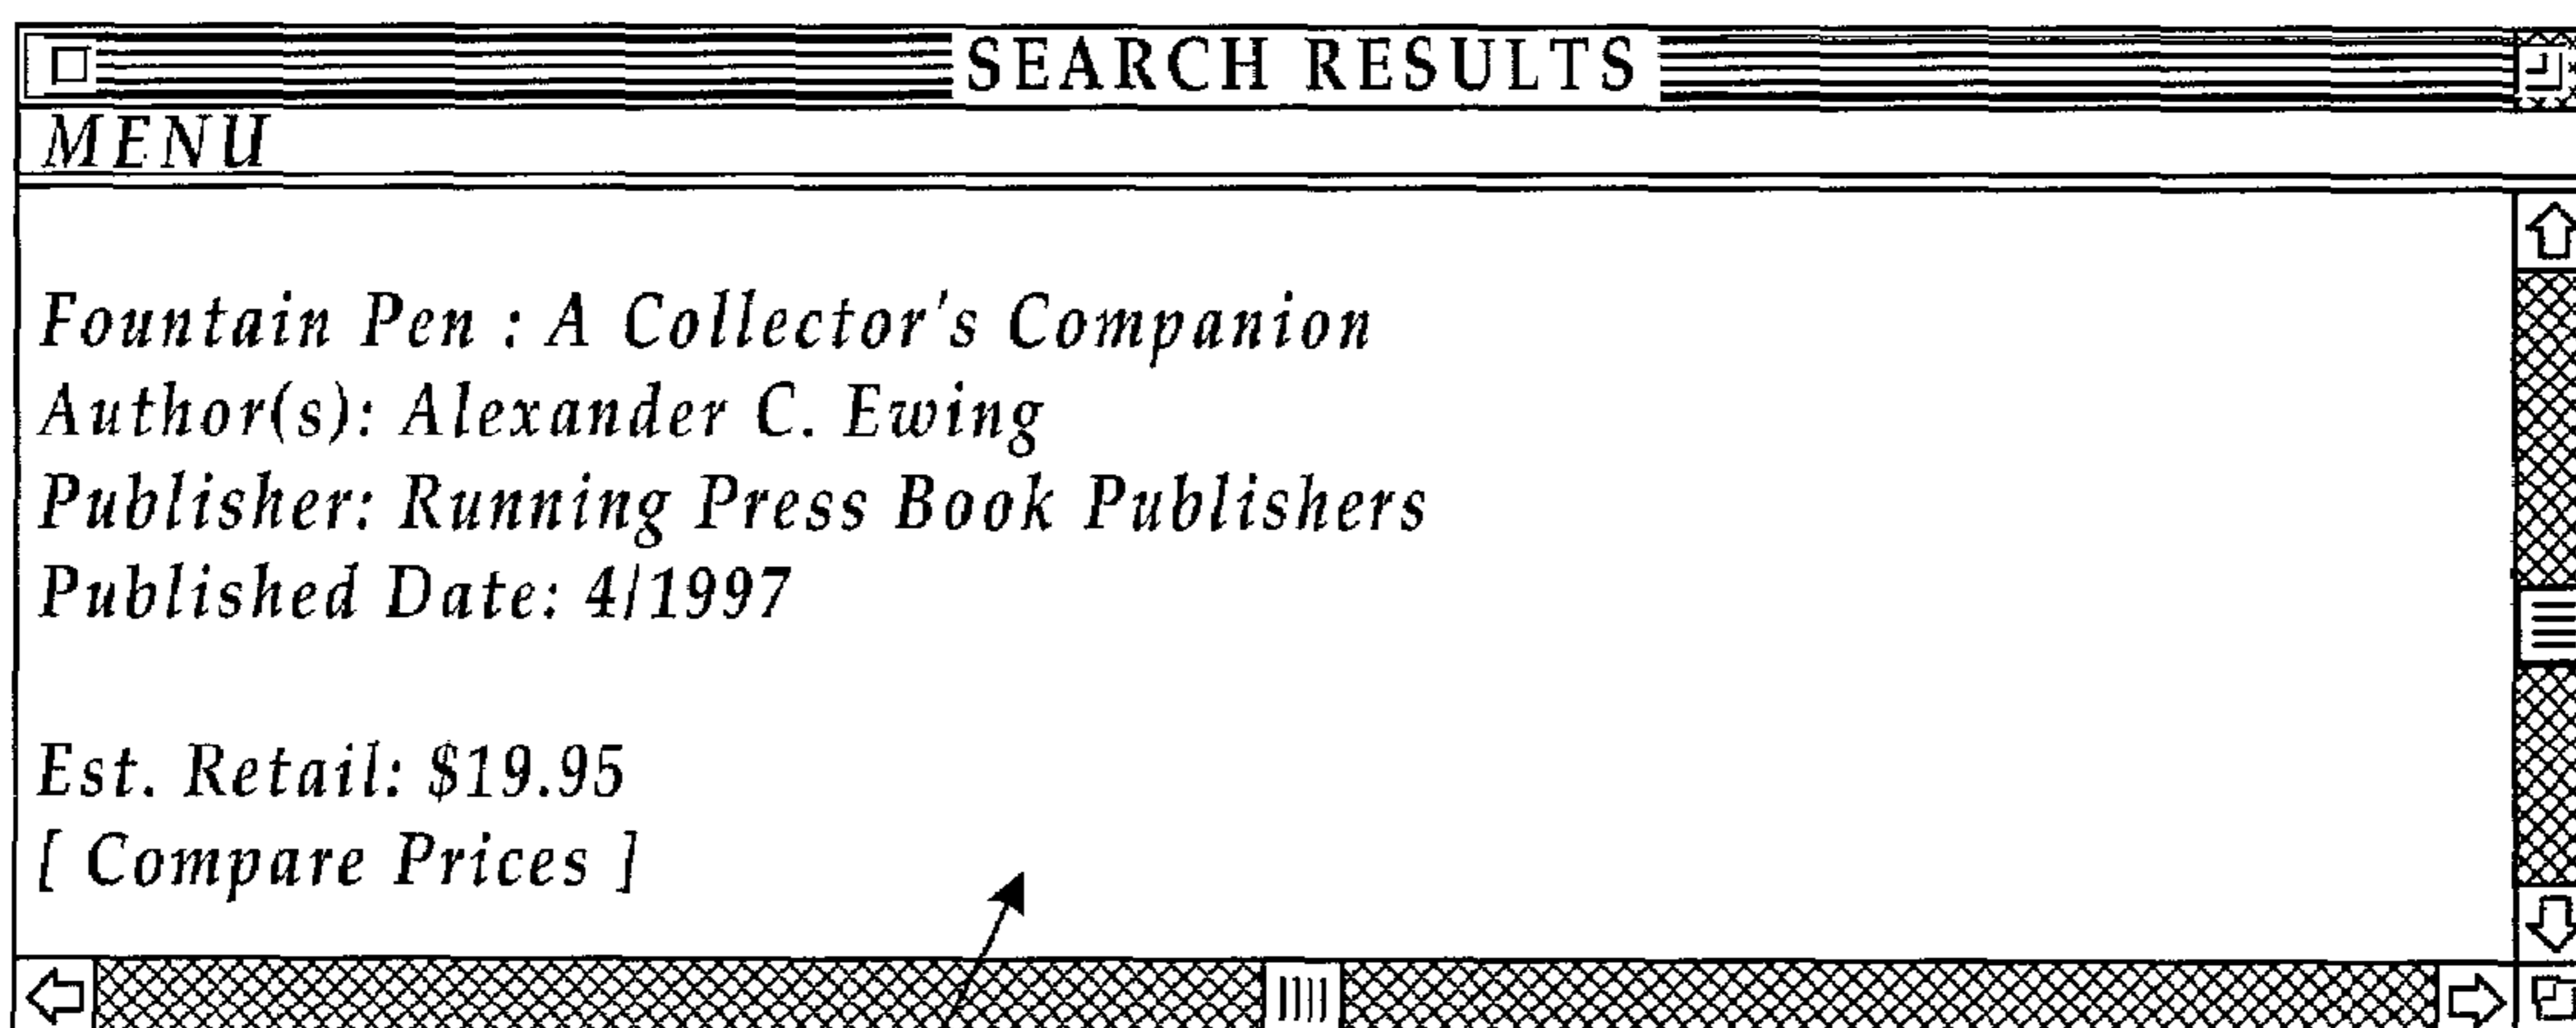 SEARCH RESULTS
MENU
Fountain Pen : A Collector's Companion
Author(s): Alexander C. Ewing
Publisher: Running Press Book Publishers
Published Date: 4/1997
Est. Retail: $19.95
[ Compare Prices ]